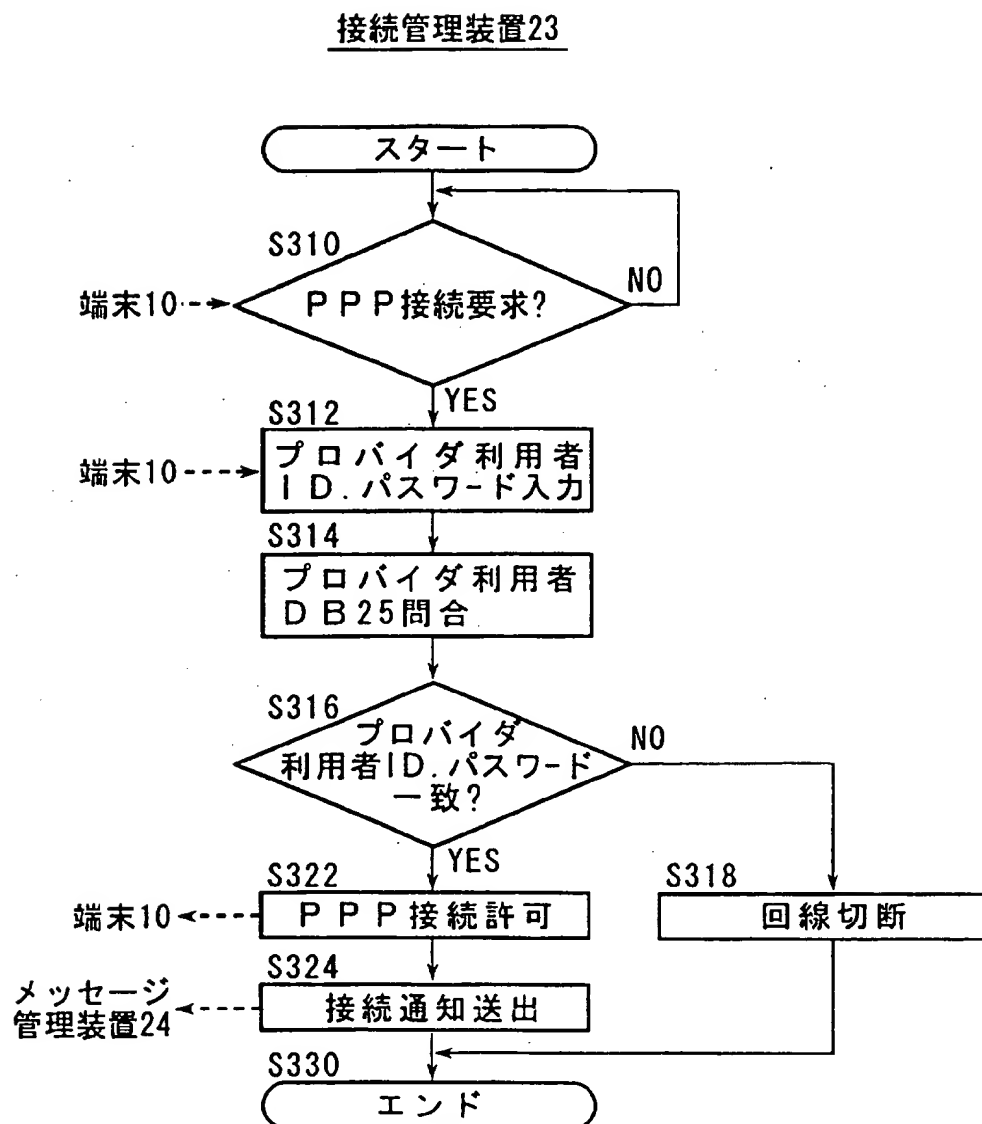 接続管理装置23
スタート
S310
端末10
PPP接続要求?
NO
YES
S312
端末10
プロバイダ利用者
ID.パスワード入力
S314
プロバイダ利用者
DB25問合
S316
プロバイダ
利用者ID.パスワード
一致?
NO
YES
S322
端末10
PPP接続許可
S318
回線切断
S324
メッセージ
管理装置24
接続通知送出
S330
エンド